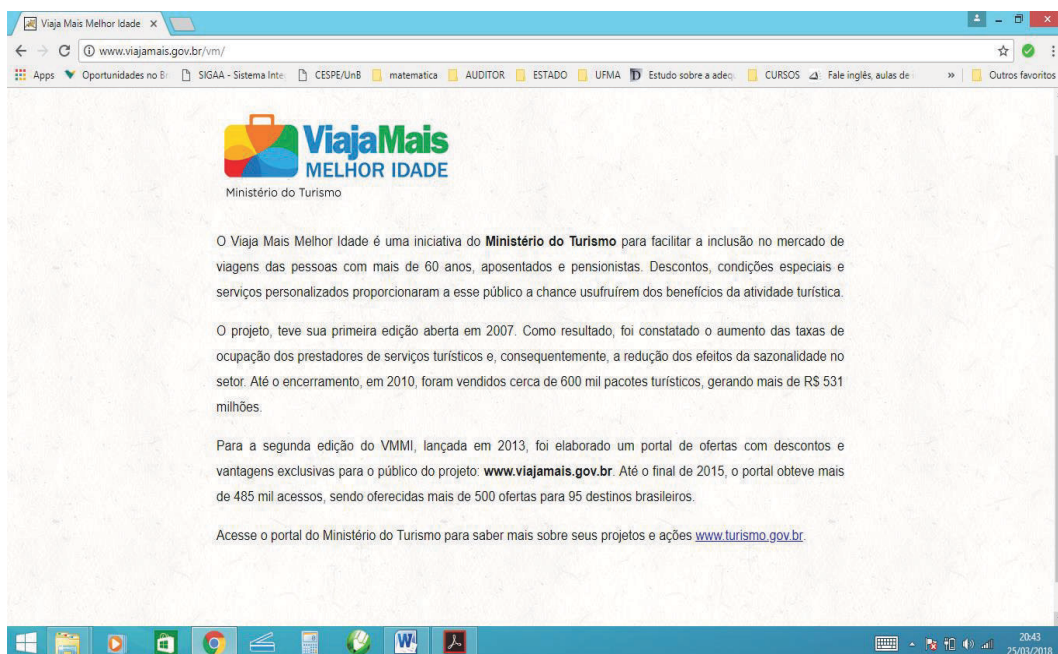 Viaja Mais Melhor Idade
www.viajamais.gov.br/vm/
Apps Oportunidades no B SIGAA - Sistema Inte CESPE/UnB matematica AUDITOR ESTADO UFMA Estudo sobre a adeq CURSOS Fale inglês, aulas de i » Outros favoritos
ViajaMais
MELHOR IDADE
Ministério do Turismo
O Viaja Mais Melhor Idade é uma iniciativa do Ministério do Turismo para facilitar a inclusão no mercado de
viagens das pessoas com mais de 60 anos, aposentados e pensionistas. Descontos, condições especiais e
serviços personalizados proporcionaram a esse público a chance usufruírem dos benefícios da atividade turística.
O projeto, teve sua primeira edição aberta em 2007. Como resultado, foi constatado o aumento das taxas de
ocupação dos prestadores de serviços turísticos e, consequentemente, a redução dos efeitos da sazonalidade no
setor. Até o encerramento, em 2010, foram vendidos cerca de 600 mil pacotes turísticos, gerando mais de R$ 531
milhões.
Para a segunda edição do VMMI, lançada em 2013, foi elaborado um portal de ofertas com descontos e
vantagens exclusivas para o público do projeto: www.viajamais.gov.br. Até o final de 2015, o portal obteve mais
de 485 mil acessos, sendo oferecidas mais de 500 ofertas para 95 destinos brasileiros.
Acesse o portal do Ministério do Turismo para saber mais sobre seus projetos e ações www.turismo.gov.br.
20:43
25/03/2018